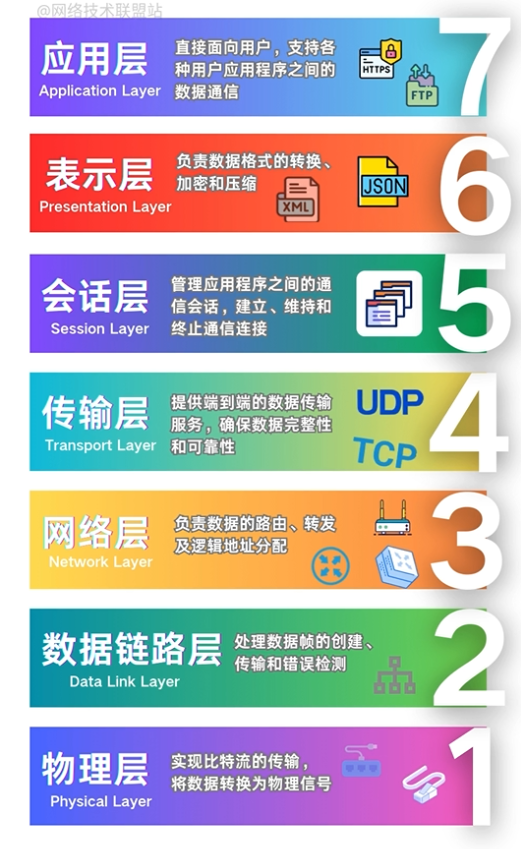 @网络技术联盟站
应用层
Application Layer
直接面向用户，支持各
种用户应用程序之间的
数据通信
HTTPS
FTP
7
表示层
Presentation Layer
负责数据格式的转换、
加密和压缩
XML
JSON
6
会话层
Session Layer
管理应用程序之间的通
信会话，建立、维持和
终止通信连接
5
传输层
Transport Layer
提供端到端的数据传输
服务，确保数据完整性
和可靠性
UDP
TCP
4
网络层
Network Layer
负责数据的路由、转发
及逻辑地址分配
3
数据链路层
Data Link Layer
处理数据帧的创建、
传输和错误检测
2
物理层
Physical Layer
实现比特流的传输，
将数据转换为物理信号
1